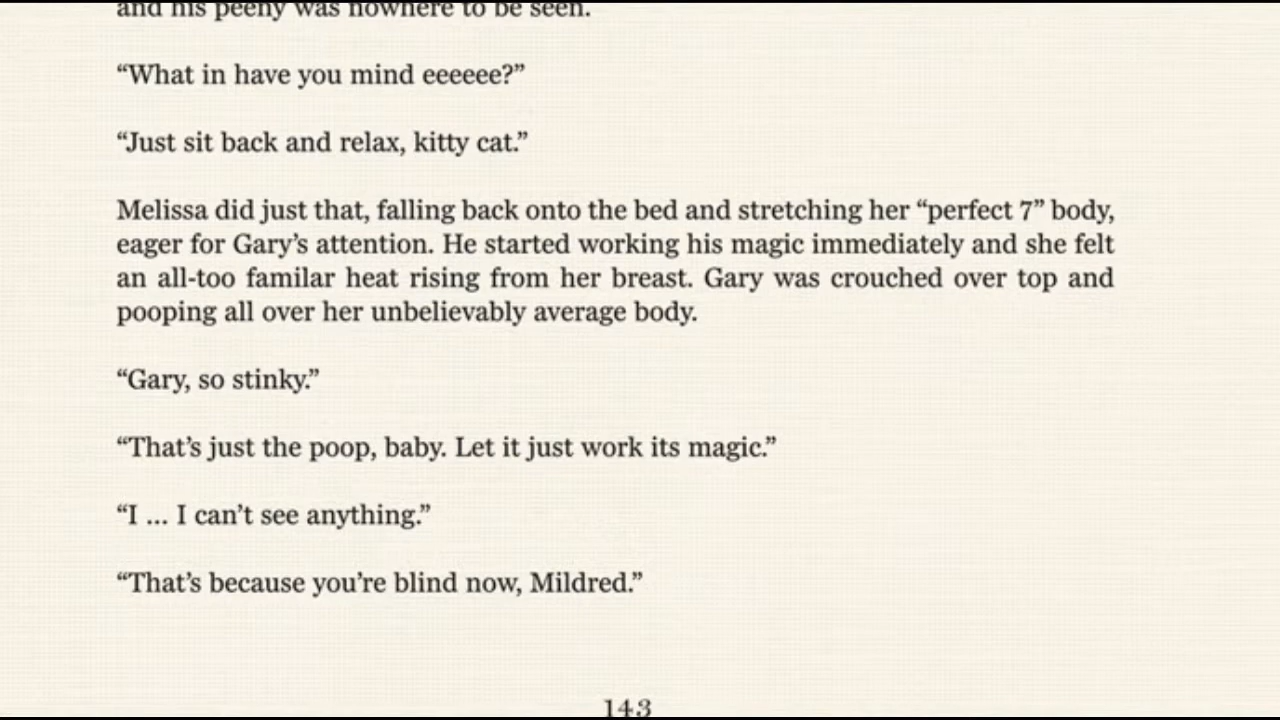 and his peeny was nowhere to be seen.
“What in have you mind eeeeee?”
“Just sit back and relax, kitty cat.”
Melissa did just that, falling back onto the bed and stretching her “perfect 7” body,
eager for Gary’s attention. He started working his magic immediately and she felt
an all-too familar heat rising from her breast. Gary was crouched over top and
pooping all over her unbelievably average body.
“Gary, so stinky.”
“That’s just the poop, baby. Let it just work its magic.”
“I ... I can’t see anything.”
“That’s because you’re blind now, Mildred.”
143